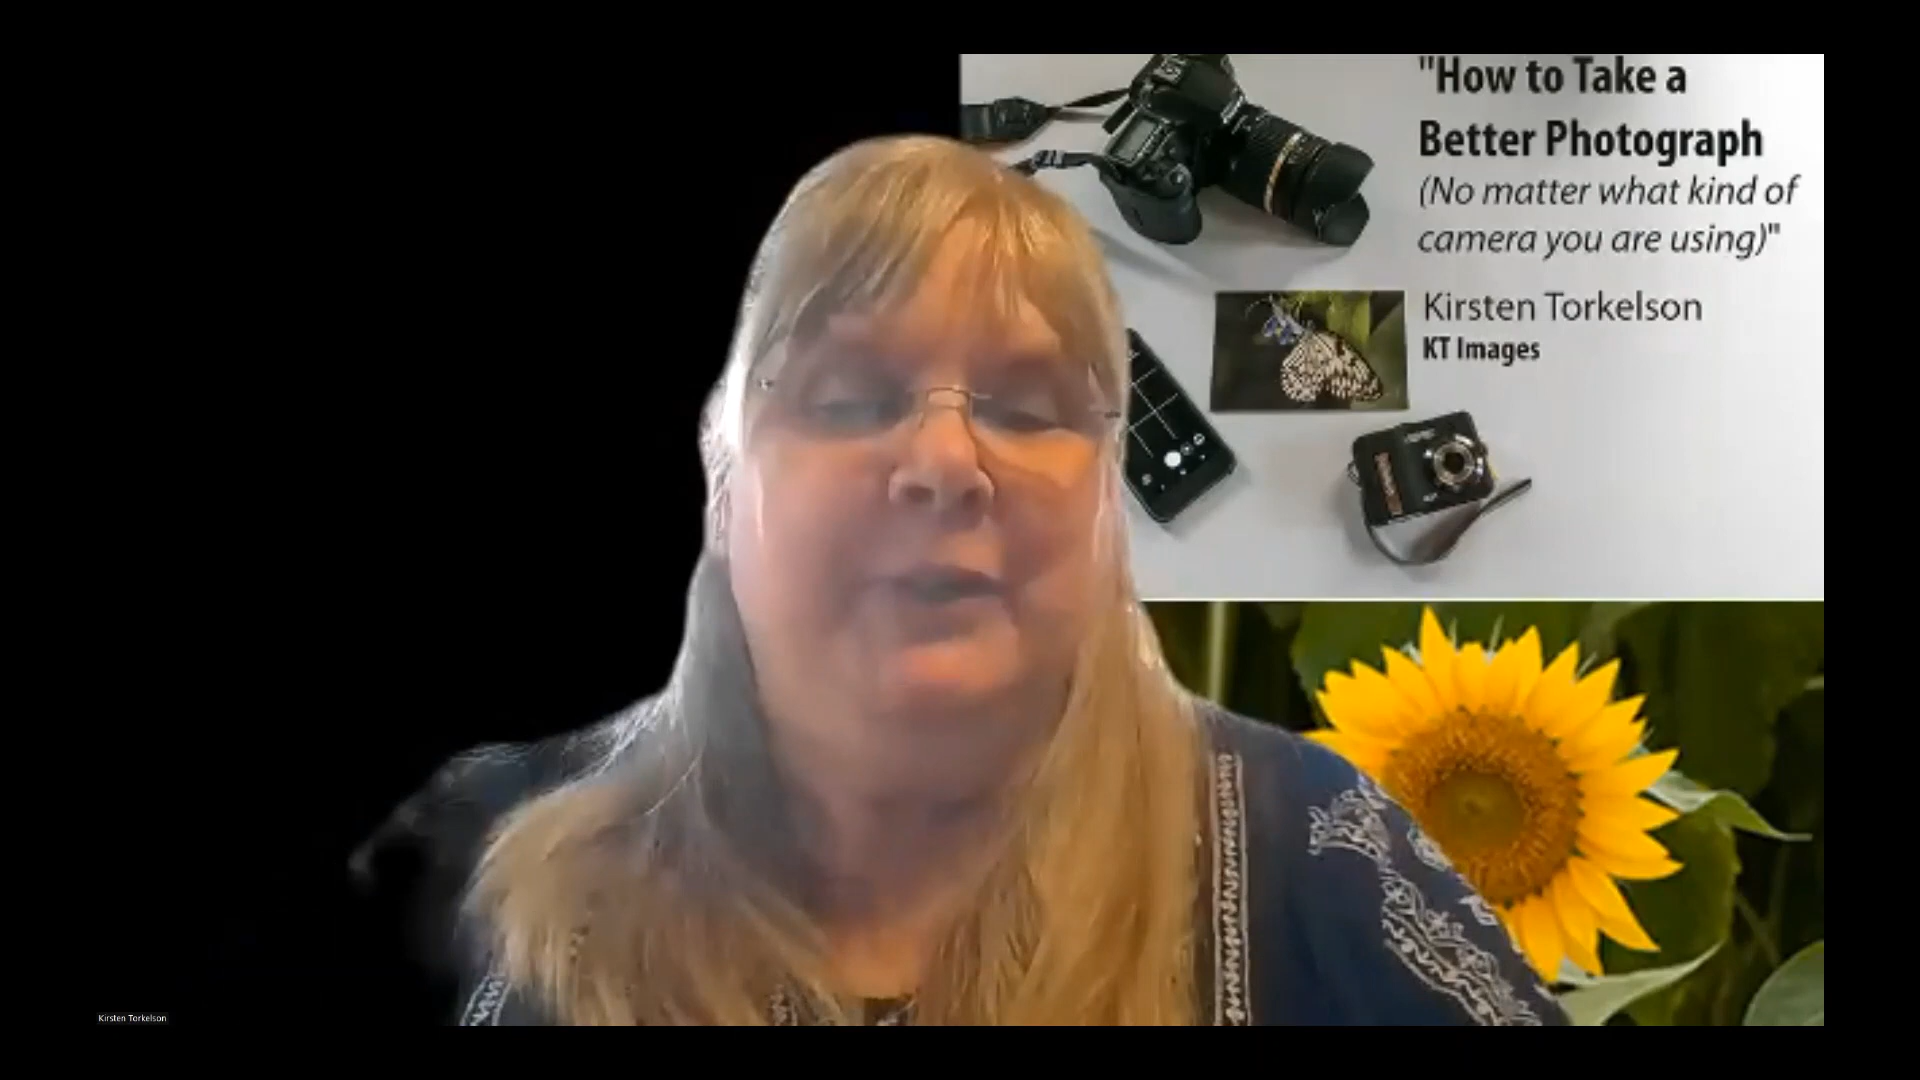 "How to Take a
Better Photograph
(No matter what kind of
camera you are using)"
Kirsten Torkelson
KT Images
Kirsten Torkelson